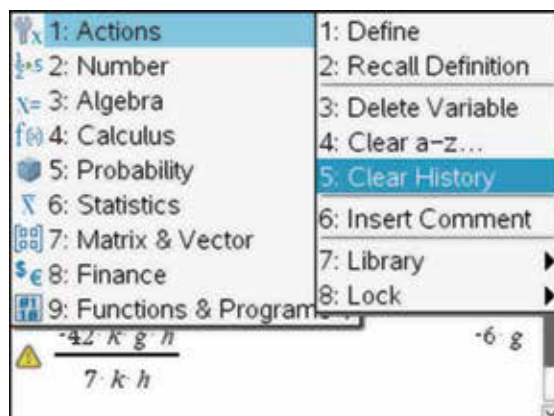 1: Actions
2: Number
3: Algebra
4: Calculus
5: Probability
6: Statistics
7: Matrix & Vector
8: Finance
9: Functions & Program
1: Define
2: Recall Definition
3: Delete Variable
4: Clear a-z...
5: Clear History
6: Insert Comment
7: Library
8: Lock
-42·k·g·h
7·k·h
-6·g